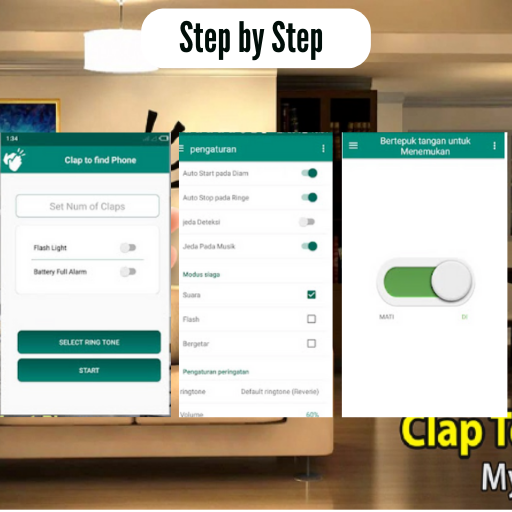 Step by Step
1:34
Clap to find Phone
Set Num of Claps
Flash Light
Battery Full Alarm
SELECT RING TONE
START
pengaturan
Auto Start pada Diam
Auto Stop pada Ringe
jeda Deteksi
Jeda Pada Musik
Modus siaga
Suara
Flash
Bergetar
Pengaturan peringatan
ringtone Default ringtone (Reverie)
Volume 60%
Bertepuk tangan untuk
Menemukan
MATI
Clap
My